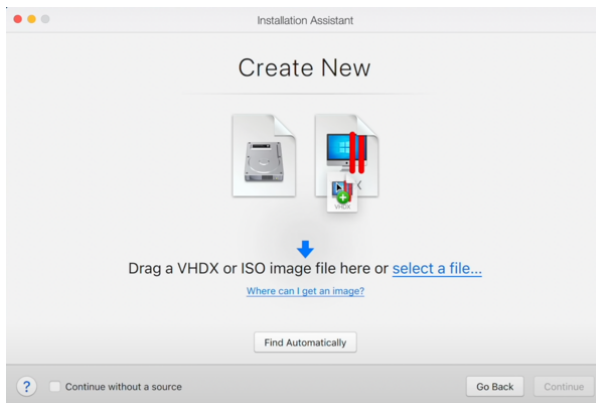 Installation Assistant
Create New
VHDX
Drag a VHDX or ISO image file here or select a file...
Where can I get an image?
Find Automatically
? Continue without a source Go Back Continue